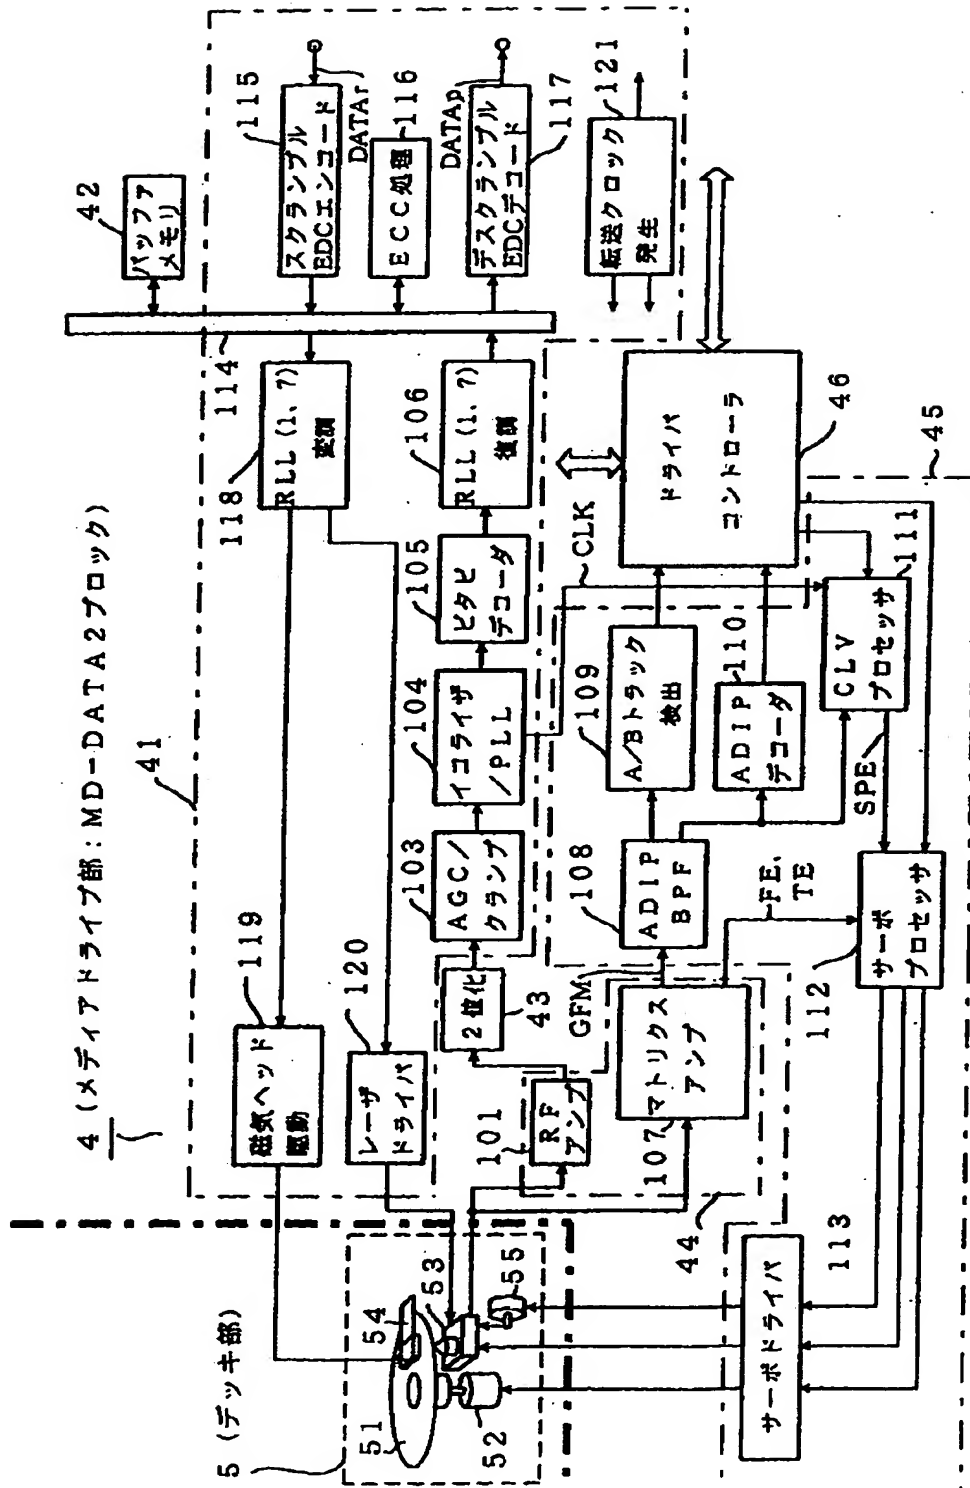 4 (メディアドライブ部:MD-DATA2ブロック)
5 (デッキ部)
41
42
バッファ
メモリ
115
スクランブル
EDCエンコード
DATAr
116
ECC処理
DATAp
デスクランブル
EDCデコード
117
121
転送クロック
発生
114
118
RLL(1、7)
変調
106
RLL(1、7)
復調
105
ビタビ
デコーダ
104
イコライザ
/PLL
103
AGC/
クランプ
2値化
43
119
磁気ヘッド
駆動
120
レーザ
ドライバ
101
RF
アンプ
107
マトリクス
アンプ
44
GFM
108
ADIP
BPF
FE、
TE
109
A/Bトラック
検出
110
ADIP
デコーダ
CLK
ドライバ
コントローラ
46
45
111
CLV
プロセッサ
SPE
112
サーボ
プロセッサ
113
サーボドライバ
51
52
53
54
55